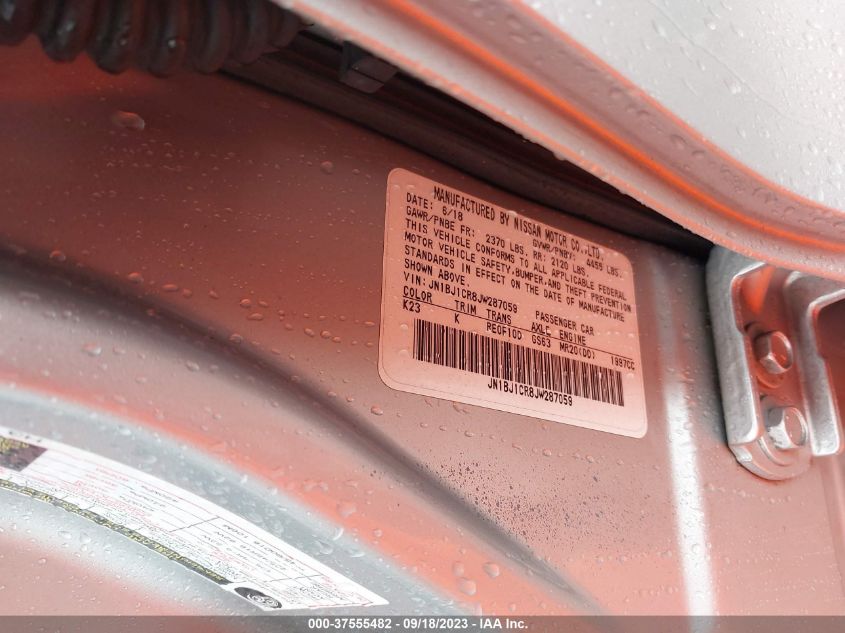 MANUFACTURED BY NISSAN MOTOR CO.,LTD.
DATE: 6/18 GVWR/PNBV: 4455 LBS.
GAWR/PNBE FR: 2370 LBS. RR: 2120 LBS.
THIS VEHICLE CONFORMS TO ALL APPLICABLE FEDERAL
MOTOR VEHICLE SAFETY,BUMPER,AND THEFT PREVENTION
STANDARDS IN EFFECT ON THE DATE OF MANUFACTURE
SHOWN ABOVE.
VIN: JN1BJ1CR8JW287059 PASSENGER CAR
COLOR TRIM TRANS AXLE ENGINE
K23 K RE0F10D GS63 MR20(DD) 1997CC
JN1BJ1CR8JW287059
000-37555482 - 09/18/2023 - © IAA, Inc.